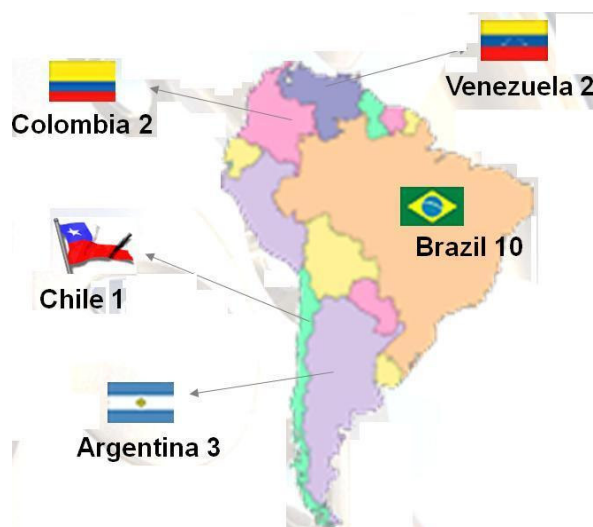 Venezuela 2
Colombia 2
Brazil 10
Chile 1
Argentina 3